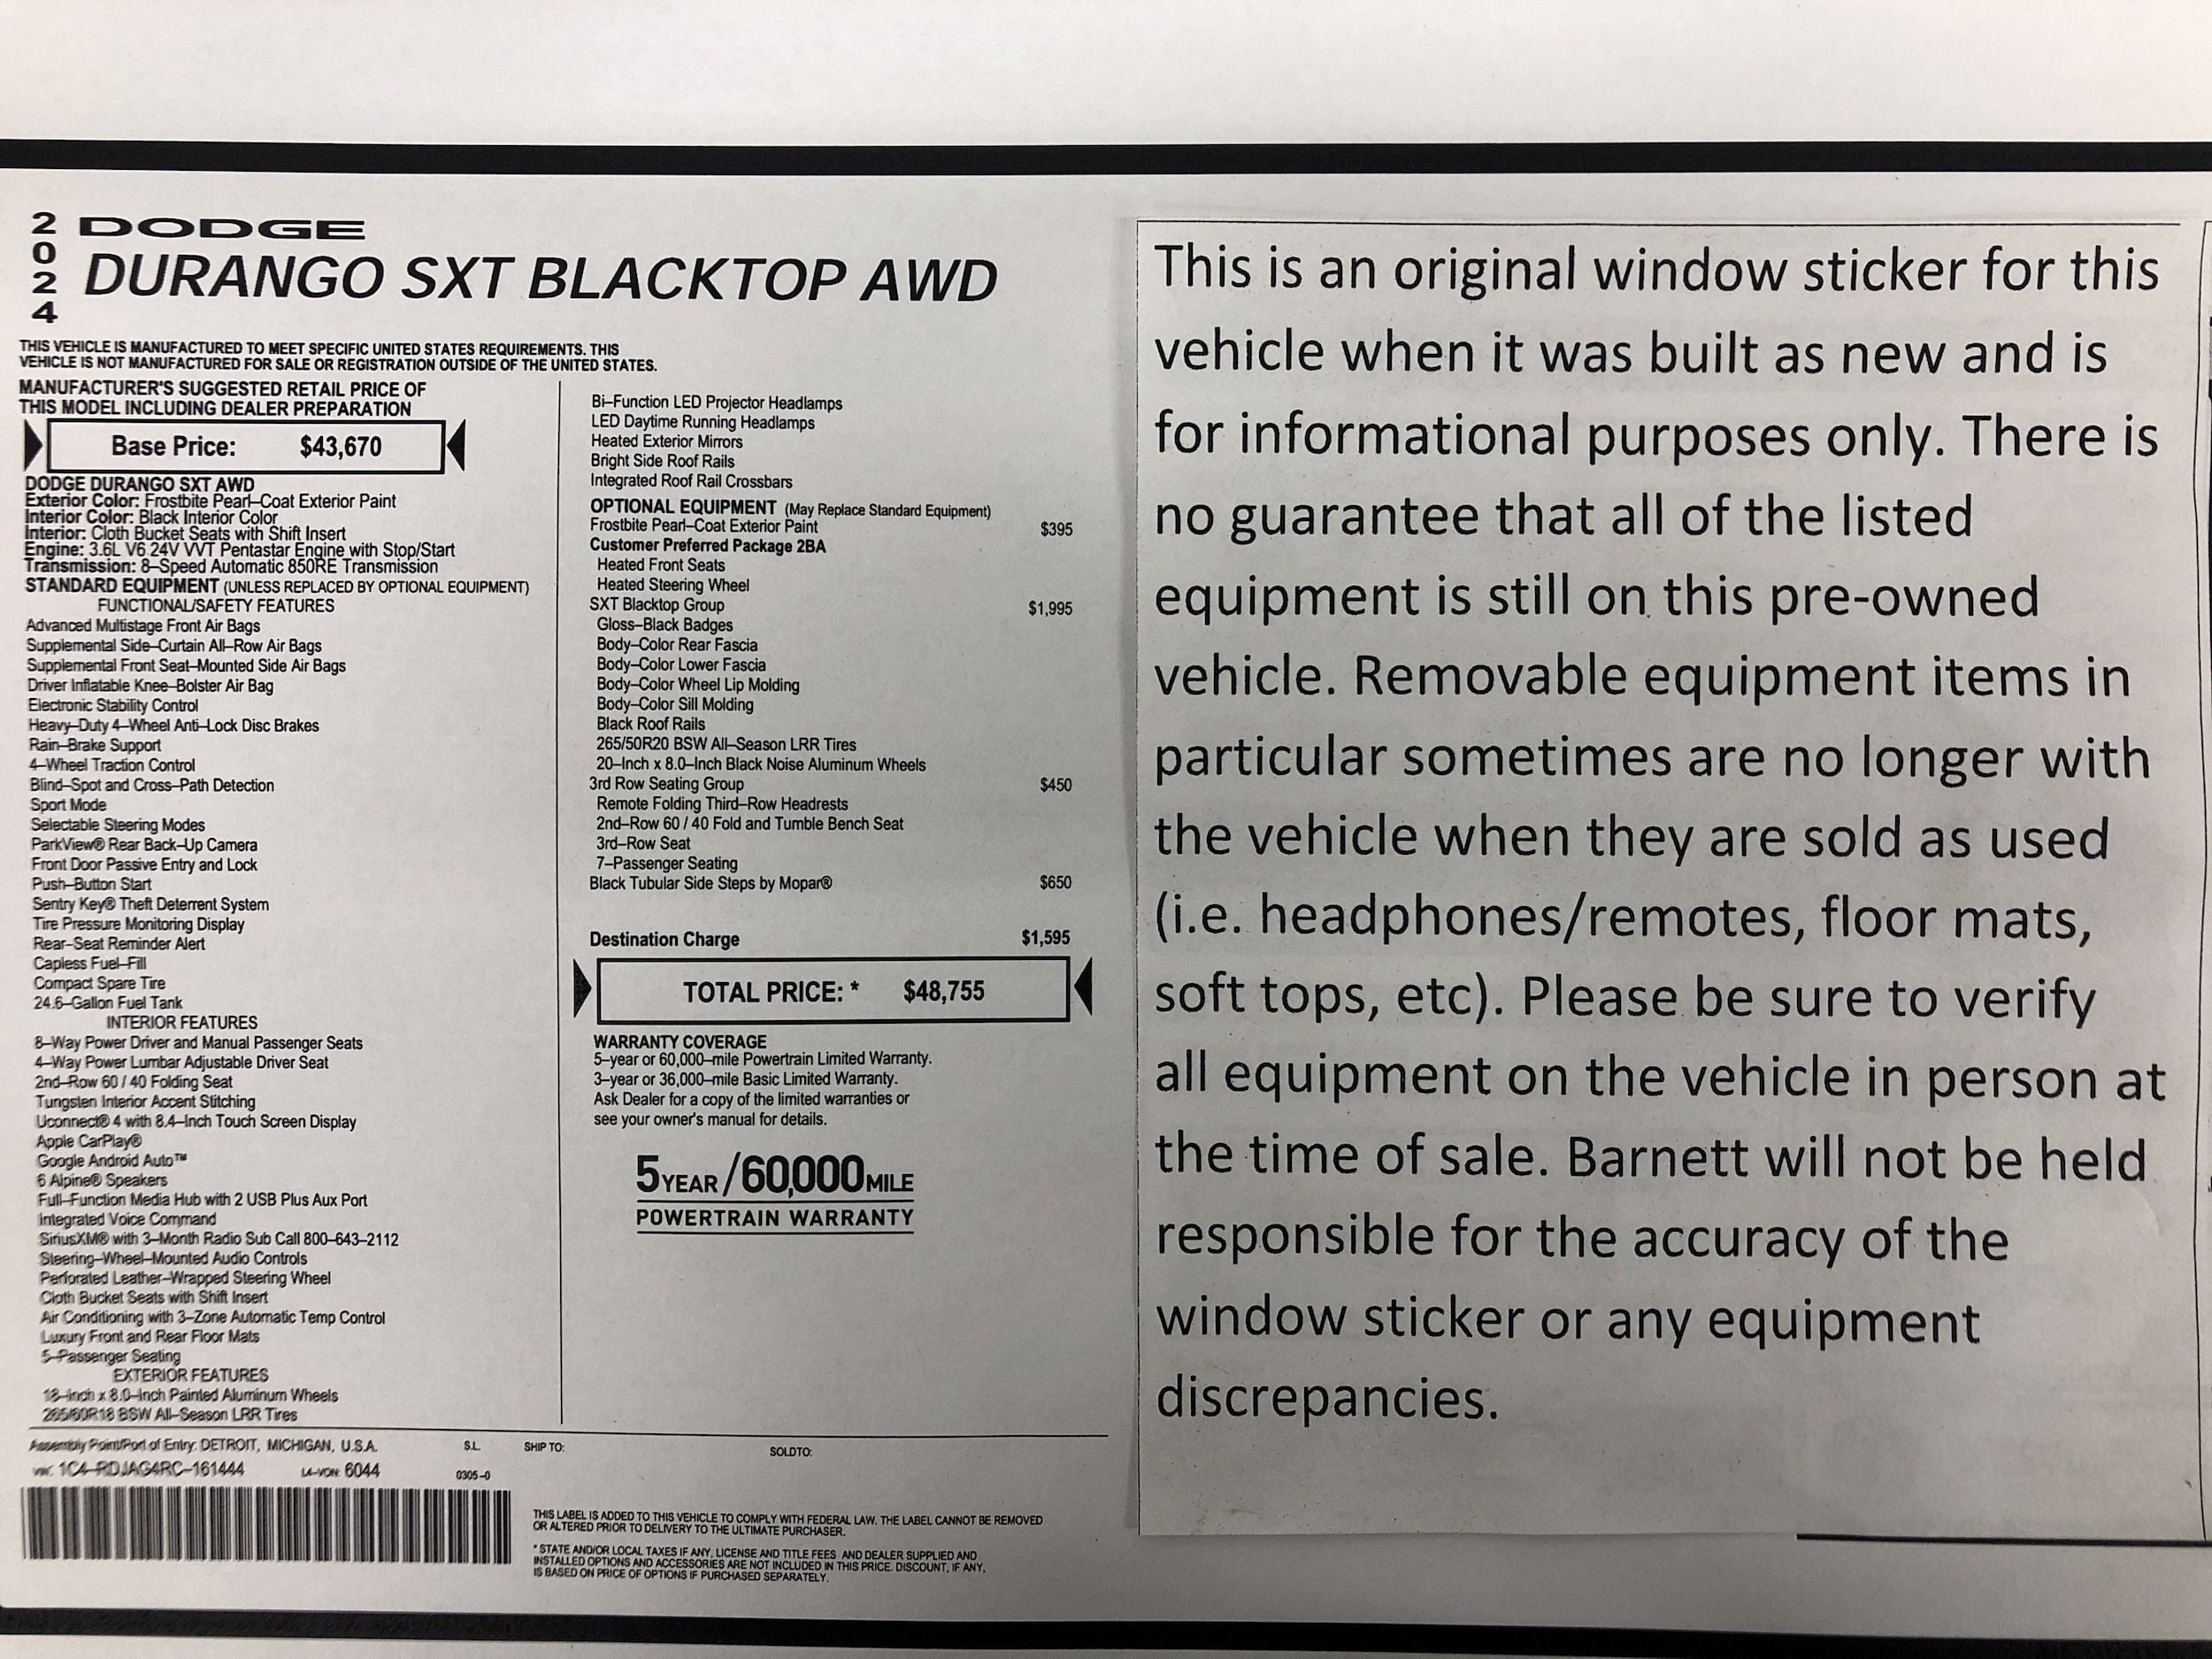 2024
DODGE
DURANGO SXT BLACKTOP AWD
THIS VEHICLE IS MANUFACTURED TO MEET SPECIFIC UNITED STATES REQUIREMENTS. THIS
VEHICLE IS NOT MANUFACTURED FOR SALE OR REGISTRATION OUTSIDE OF THE UNITED STATES.
MANUFACTURER'S SUGGESTED RETAIL PRICE OF
THIS MODEL INCLUDING DEALER PREPARATION
Base Price: $43,670
DODGE DURANGO SXT AWD
Exterior Color: Frostbite Pearl–Coat Exterior Paint
Interior Color: Black Interior Color
Interior: Cloth Bucket Seats with Shift Insert
Engine: 3.6L V6 24V VVT Pentastar Engine with Stop/Start
Transmission: 8–Speed Automatic 850RE Transmission
STANDARD EQUIPMENT (UNLESS REPLACED BY OPTIONAL EQUIPMENT)
FUNCTIONAL/SAFETY FEATURES
Advanced Multistage Front Air Bags
Supplemental Side–Curtain All–Row Air Bags
Supplemental Front Seat–Mounted Side Air Bags
Driver Inflatable Knee–Bolster Air Bag
Electronic Stability Control
Heavy–Duty 4–Wheel Anti–Lock Disc Brakes
Rain–Brake Support
4–Wheel Traction Control
Blind–Spot and Cross–Path Detection
Sport Mode
Selectable Steering Modes
ParkView® Rear Back–Up Camera
Front Door Passive Entry and Lock
Push–Button Start
Sentry Key® Theft Deterrent System
Tire Pressure Monitoring Display
Rear–Seat Reminder Alert
Capless Fuel–Fill
Compact Spare Tire
24.6–Gallon Fuel Tank
INTERIOR FEATURES
8–Way Power Driver and Manual Passenger Seats
4–Way Power Lumbar Adjustable Driver Seat
2nd–Row 60 / 40 Folding Seat
Tungsten Interior Accent Stitching
Uconnect® 4 with 8.4–Inch Touch Screen Display
Apple CarPlay®
Google Android Auto™
6 Alpine® Speakers
Full–Function Media Hub with 2 USB Plus Aux Port
Integrated Voice Command
SiriusXM® with 3–Month Radio Sub Call 800–643–2112
Steering–Wheel–Mounted Audio Controls
Perforated Leather–Wrapped Steering Wheel
Cloth Bucket Seats with Shift Insert
Air Conditioning with 3–Zone Automatic Temp Control
Luxury Front and Rear Floor Mats
5–Passenger Seating
EXTERIOR FEATURES
18–Inch x 8.0–Inch Painted Aluminum Wheels
265/60R18 BSW All–Season LRR Tires
Bi–Function LED Projector Headlamps
LED Daytime Running Headlamps
Heated Exterior Mirrors
Bright Side Roof Rails
Integrated Roof Rail Crossbars
OPTIONAL EQUIPMENT (May Replace Standard Equipment)
Frostbite Pearl–Coat Exterior Paint $395
Customer Preferred Package 2BA
Heated Front Seats
Heated Steering Wheel
SXT Blacktop Group $1,995
Gloss–Black Badges
Body–Color Rear Fascia
Body–Color Lower Fascia
Body–Color Wheel Lip Molding
Body–Color Sill Molding
Black Roof Rails
265/50R20 BSW All–Season LRR Tires
20–Inch x 8.0–Inch Black Noise Aluminum Wheels
3rd Row Seating Group $450
Remote Folding Third–Row Headrests
2nd–Row 60 / 40 Fold and Tumble Bench Seat
3rd–Row Seat
7–Passenger Seating
Black Tubular Side Steps by Mopar® $650
Destination Charge $1,595
TOTAL PRICE: * $48,755
WARRANTY COVERAGE
5–year or 60,000–mile Powertrain Limited Warranty.
3–year or 36,000–mile Basic Limited Warranty.
Ask Dealer for a copy of the limited warranties or
see your owner's manual for details.
5 YEAR/60,000 MILE
POWERTRAIN WARRANTY
Assembly Point/Port of Entry: DETROIT, MICHIGAN, U.S.A.
VIN: 1C4–RDJAG4RC–161444 L4–VON: 6044
S.L.
0305–0
SHIP TO:
SOLD TO:
THIS LABEL IS ADDED TO THIS VEHICLE TO COMPLY WITH FEDERAL LAW. THE LABEL CANNOT BE REMOVED
OR ALTERED PRIOR TO DELIVERY TO THE ULTIMATE PURCHASER.
* STATE AND/OR LOCAL TAXES IF ANY, LICENSE AND TITLE FEES AND DEALER SUPPLIED AND
INSTALLED OPTIONS AND ACCESSORIES ARE NOT INCLUDED IN THIS PRICE. DISCOUNT, IF ANY,
IS BASED ON PRICE OF OPTIONS IF PURCHASED SEPARATELY.
This is an original window sticker for this
vehicle when it was built as new and is
for informational purposes only. There is
no guarantee that all of the listed
equipment is still on this pre-owned
vehicle. Removable equipment items in
particular sometimes are no longer with
the vehicle when they are sold as used
(i.e. headphones/remotes, floor mats,
soft tops, etc). Please be sure to verify
all equipment on the vehicle in person at
the time of sale. Barnett will not be held
responsible for the accuracy of the
window sticker or any equipment
discrepancies.